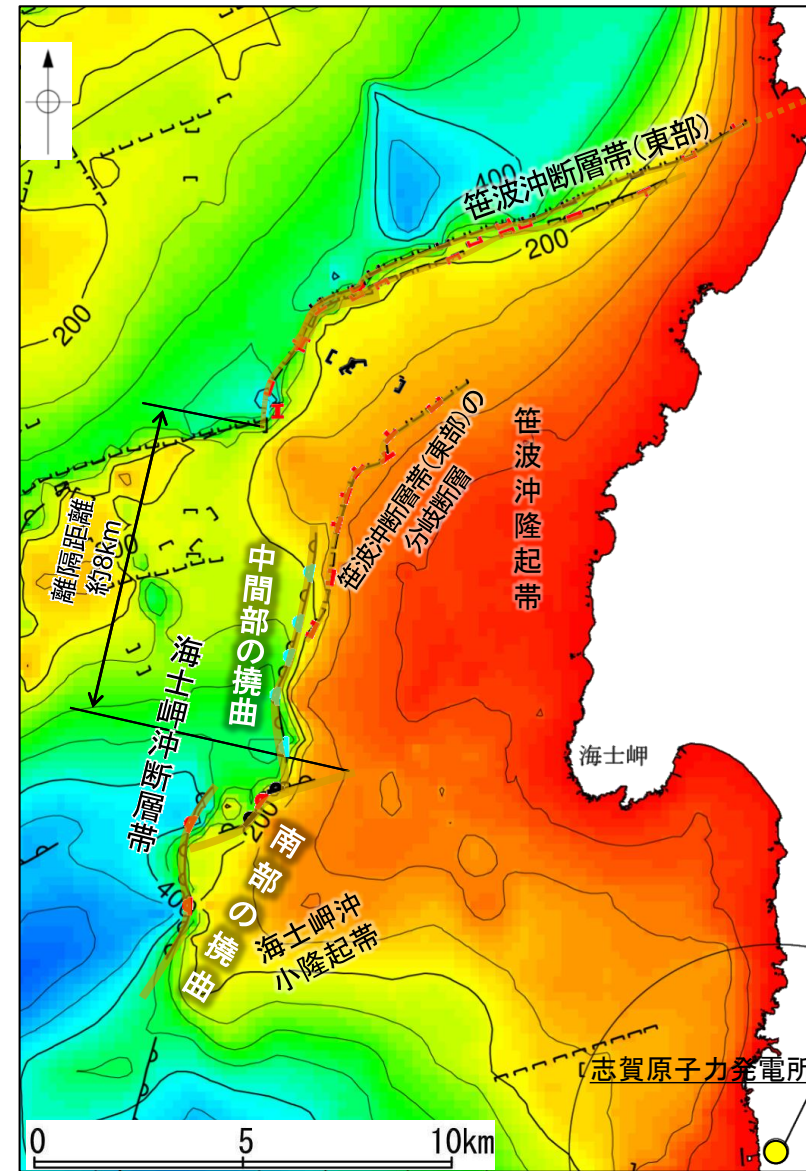 笹波沖断層帯(東部)
400
200
200
笹波沖断層帯(東部)の
分岐断層
笹波沖隆起帯
離隔距離
約8km
中間部の撓曲
海士岬沖断層帯
海士岬
200
南部の撓曲
400
海士岬沖
小隆起帯
志賀原子力発電所
0 5 10km